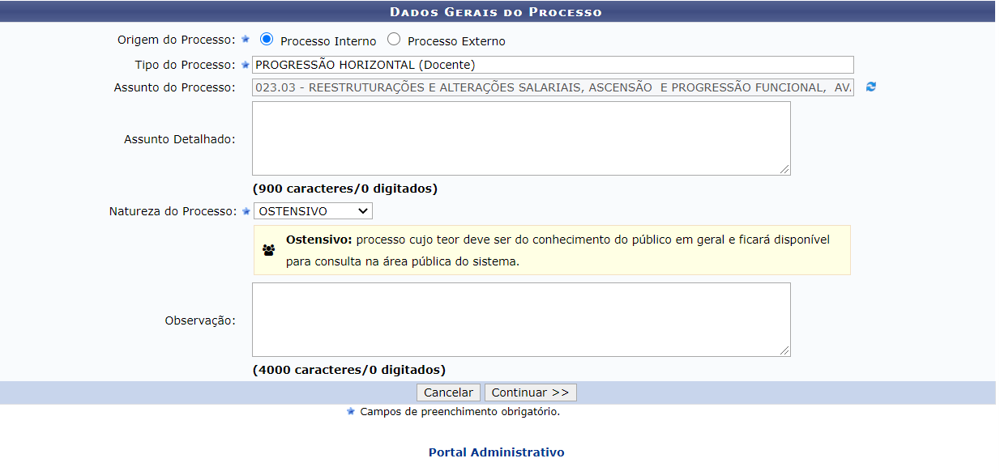 DADOS GERAIS DO PROCESSO
Origem do Processo: Processo Interno Processo Externo
Tipo do Processo: PROGRESSÃO HORIZONTAL (Docente)
Assunto do Processo: 023.03 - REESTRUTURAÇÕES E ALTERAÇÕES SALARIAIS, ASCENSÃO E PROGRESSÃO FUNCIONAL, AVA
Assunto Detalhado:
(900 caracteres/0 digitados)
Natureza do Processo: OSTENSIVO
Ostensivo: processo cujo teor deve ser do conhecimento do público em geral e ficará disponível
para consulta na área pública do sistema.
Observação:
(4000 caracteres/0 digitados)
Cancelar Continuar >>
Campos de preenchimento obrigatório.
Portal Administrativo